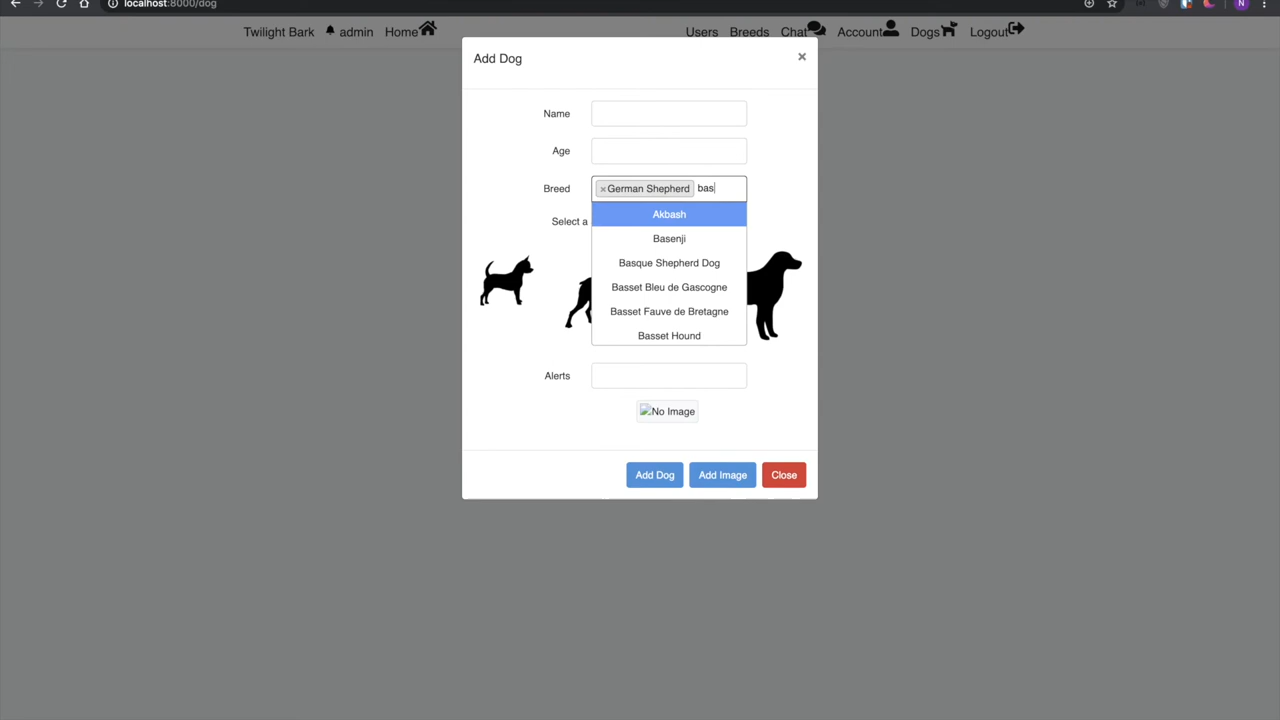 localhost:8000/dog
N
Twilight Bark admin Home Users Breeds Chat Account Dogs Logout
Add Dog ×
Name
Age
Breed ×German Shepherd bas
Akbash
Select a
Basenji
Basque Shepherd Dog
Basset Bleu de Gascogne
Basset Fauve de Bretagne
Basset Hound
Alerts
No Image
Add Dog Add Image Close